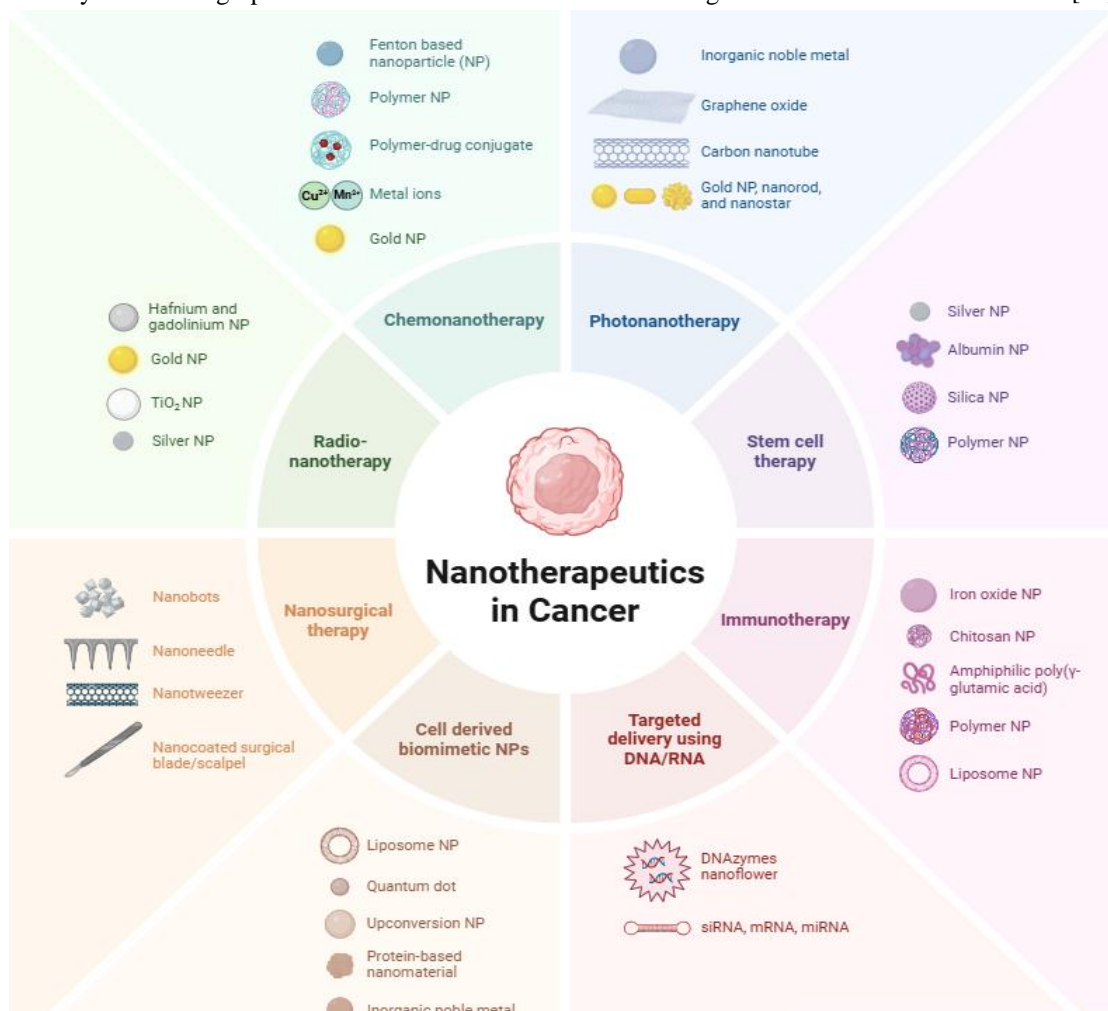 Fenton based
nanoparticle (NP)
Polymer NP
Polymer-drug conjugate
Cu²⁺ Mn²⁺ Metal ions
Gold NP
Inorganic noble metal
Graphene oxide
Carbon nanotube
Gold NP, nanorod,
and nanostar
Hafnium and
gadolinium NP
Gold NP
TiO₂ NP
Silver NP
Chemonanotherapy
Photonanotherapy
Silver NP
Albumin NP
Silica NP
Polymer NP
Radio-
nanotherapy
Stem cell
therapy
Nanotherapeutics
in Cancer
Nanobots
Nanoneedle
Nanotweezer
Nanocoated surgical
blade/scalpel
Nanosurgical
therapy
Immunotherapy
Iron oxide NP
Chitosan NP
Amphiphilic poly(γ-
glutamic acid)
Polymer NP
Liposome NP
Cell derived
biomimetic NPs
Targeted
delivery using
DNA/RNA
Liposome NP
Quantum dot
Upconversion NP
Protein-based
nanomaterial
Inorganic noble metal
DNAzymes
nanoflower
siRNA, mRNA, miRNA